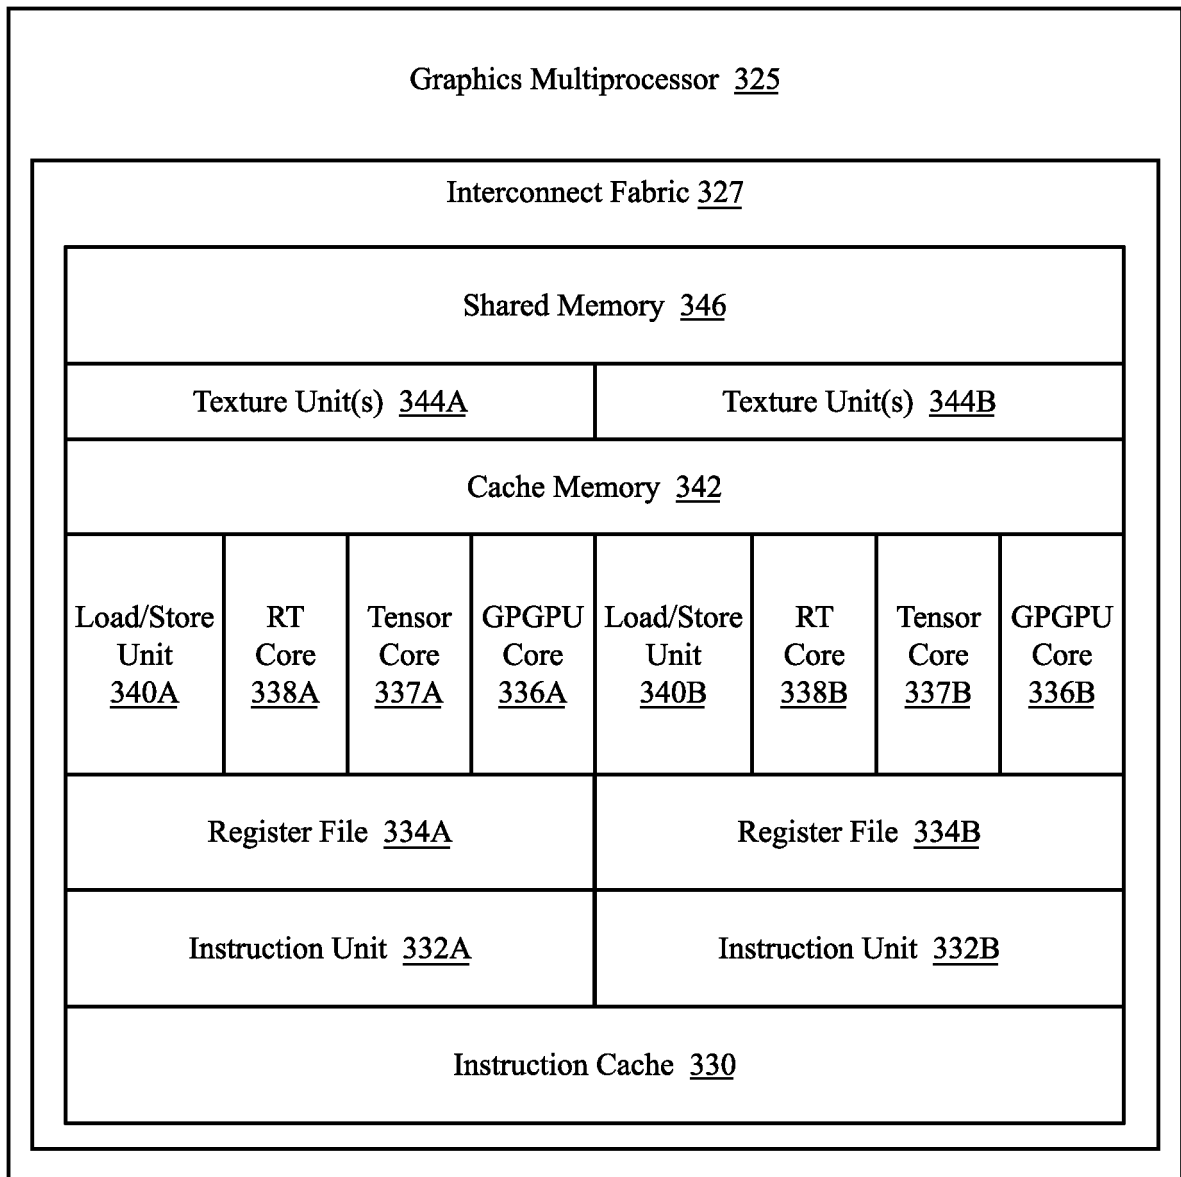 Graphics Multiprocessor 325
Interconnect Fabric 327
Shared Memory 346
Texture Unit(s) 344A
Texture Unit(s) 344B
Cache Memory 342
Load/Store
Unit
340A
RT
Core
338A
Tensor
Core
337A
GPGPU
Core
336A
Load/Store
Unit
340B
RT
Core
338B
Tensor
Core
337B
GPGPU
Core
336B
Register File 334A
Register File 334B
Instruction Unit 332A
Instruction Unit 332B
Instruction Cache 330